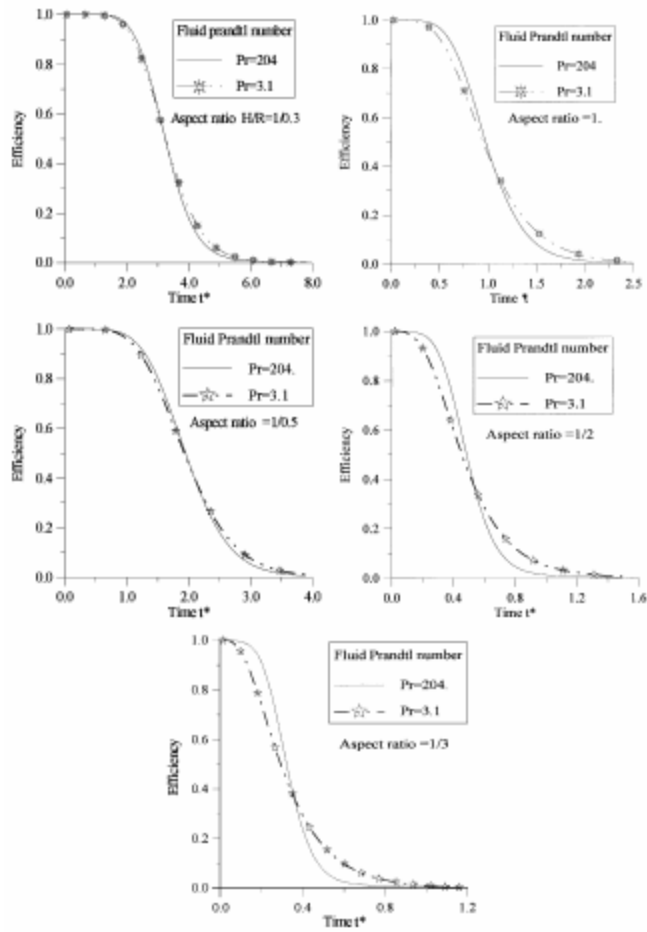 1.0
0.8
0.6
0.4
0.2
0.0
Efficiency
Fluid prandtl number
Pr=204
Pr=3.1
Aspect ratio H/R=1/0.3
0.0 2.0 4.0 6.0 8.0
Time t*
1.0
0.8
0.6
0.4
0.2
0.0
Efficiency
Fluid Prandtl number
Pr=204
Pr=3.1
Aspect ratio =1.
0.0 0.5 1.0 1.5 2.0 2.5
Time
1.0
0.8
0.6
0.4
0.2
0.0
Efficiency
Fluid Prandtl number
Pr=204.
Pr=3.1
Aspect ratio =1/0.5
0.0 1.0 2.0 3.0 4.0
Time t*
1.0
0.8
0.6
0.4
0.2
0.0
Efficiency
Fluid Prandtl number
Pr=204.
Pr=3.1
Aspect ratio =1/2
0.0 0.4 0.8 1.2 1.6
Time t*
1.0
0.8
0.6
0.4
0.2
0.0
Efficiency
Fluid Prandtl number
Pr=204.
Pr=3.1
Aspect ratio =1/3
0.0 0.4 0.8 1.2
Time t*